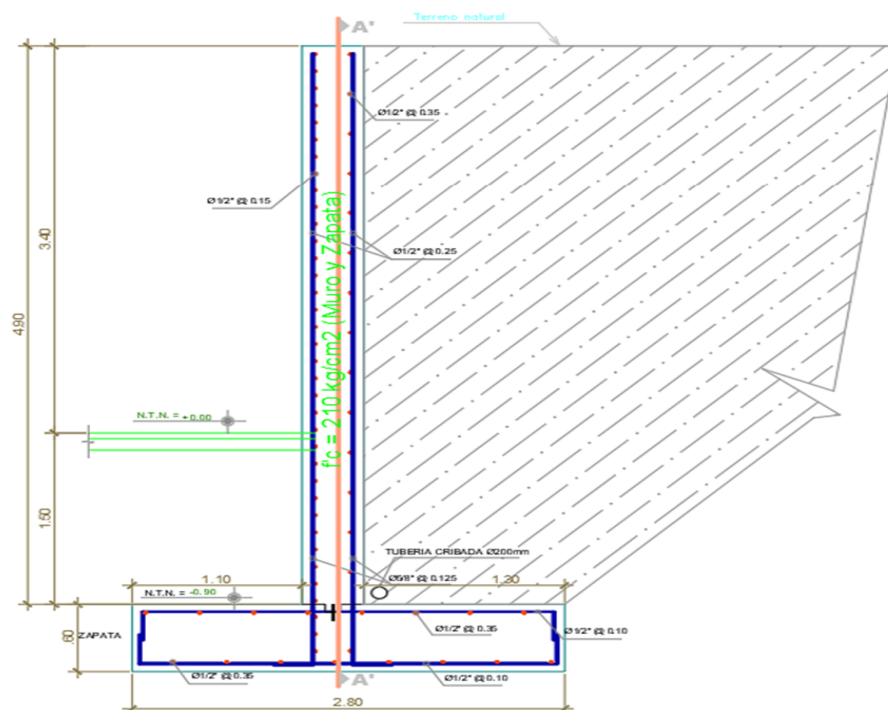 A'
Terreno natural
Ø1/2" @ 0.35
Ø1/2" @ 0.15
3.40
f'c = 210 kg/cm2 (Muro y Zapata)
Ø1/2" @ 0.25
4.90
N.T.N. = +0.00
1.50
TUBERIA CRIBADA Ø200mm
1.10
Ø5/8" @ 0.125
1.30
N.T.N. = -0.90
.60
ZAPATA
Ø1/2" @ 0.35
Ø1/2" @ 0.10
Ø1/2" @ 0.35
Ø1/2" @ 0.10
A'
2.80